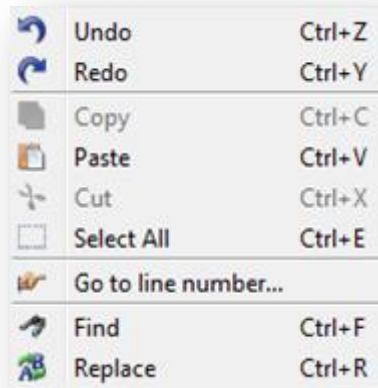 Undo Ctrl+Z
Redo Ctrl+Y
Copy Ctrl+C
Paste Ctrl+V
Cut Ctrl+X
Select All Ctrl+E
Go to line number...
Find Ctrl+F
Replace Ctrl+R